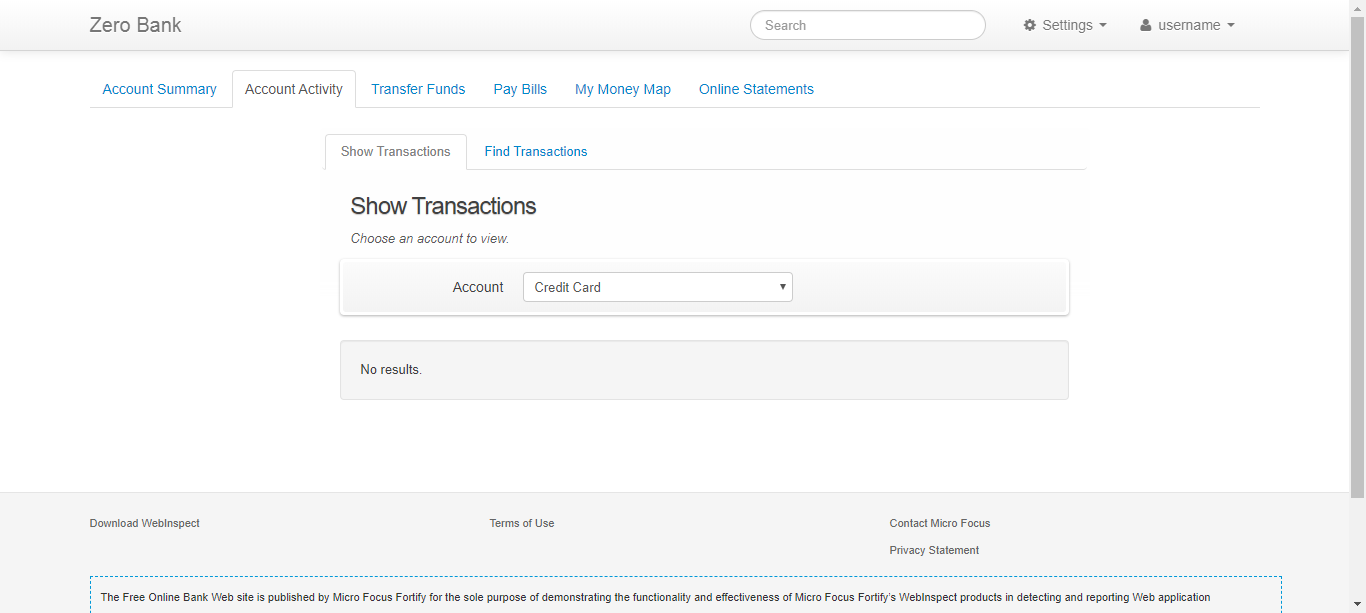 Zero Bank
Search
Settings
username
Account Summary
Account Activity
Transfer Funds
Pay Bills
My Money Map
Online Statements
Show Transactions
Find Transactions
Show Transactions
Choose an account to view.
Account
Credit Card
No results.
Download WebInspect
Terms of Use
Contact Micro Focus
Privacy Statement
The Free Online Bank Web site is published by Micro Focus Fortify for the sole purpose of demonstrating the functionality and effectiveness of Micro Focus Fortify's WebInspect products in detecting and reporting Web application